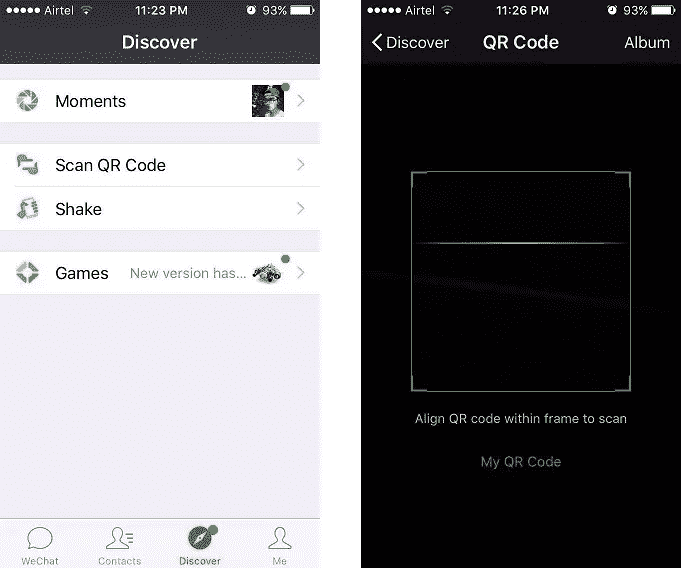 Airtel 11:23 PM 93%
Discover
Moments
Scan QR Code
Shake
Games New version has...
WeChat Contacts Discover Me
Airtel 11:26 PM 93%
Discover QR Code Album
Align QR code within frame to scan
My QR Code